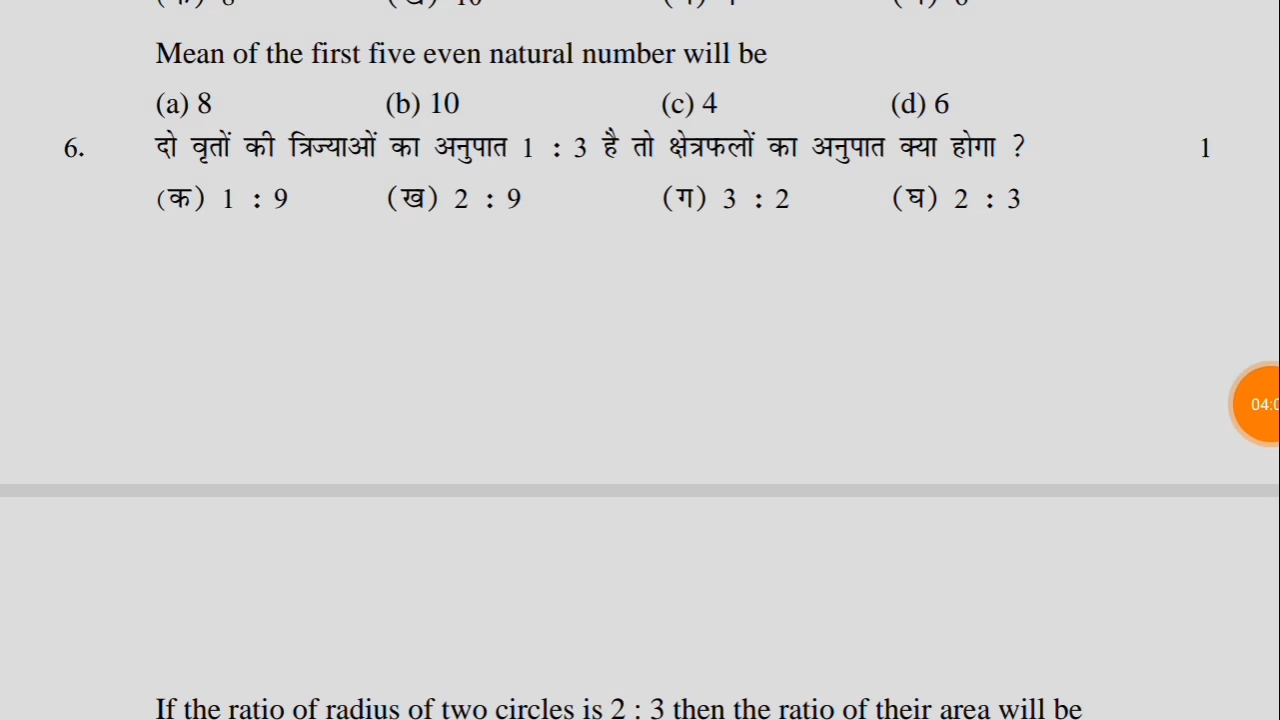 Mean of the first five even natural number will be
(a) 8 (b) 10 (c) 4 (d) 6
6. दो वृतों की त्रिज्याओं का अनुपात 1 : 3 है तो क्षेत्रफलों का अनुपात क्या होगा ? 1
(क) 1 : 9 (ख) 2 : 9 (ग) 3 : 2 (घ) 2 : 3
If the ratio of radius of two circles is 2 : 3 then the ratio of their area will be